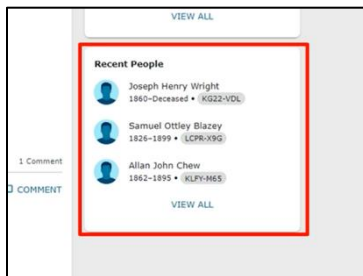 VIEW ALL
Recent People
Joseph Henry Wright
1860–Deceased • KG22-VDL
Samuel Ottley Blazey
1826–1899 • LCPR-X9G
1 Comment
Allan John Chew
1862–1895 • KLFY-M65
COMMENT
VIEW ALL